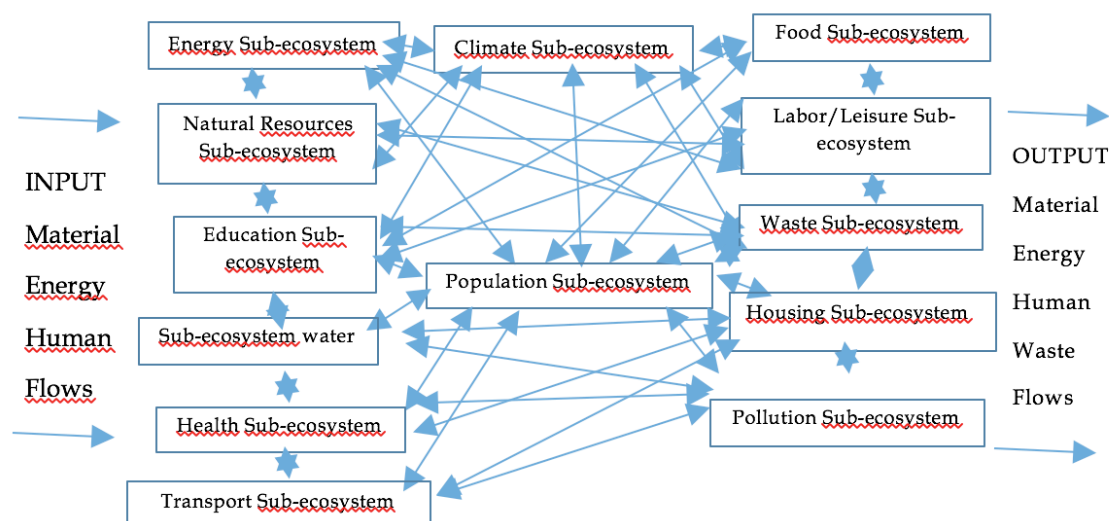 Energy Sub-ecosystem
Climate Sub-ecosystem
Food Sub-ecosystem
Natural Resources
Sub-ecosystem
Labor/Leisure Sub-
ecosystem
INPUT
Material
Energy
Human
Flows
OUTPUT
Material
Energy
Human
Waste
Flows
Education Sub-
ecosystem
Waste Sub-ecosystem
Population Sub-ecosystem
Sub-ecosystem water
Housing Sub-ecosystem
Health Sub-ecosystem
Pollution Sub-ecosystem
Transport Sub-ecosystem